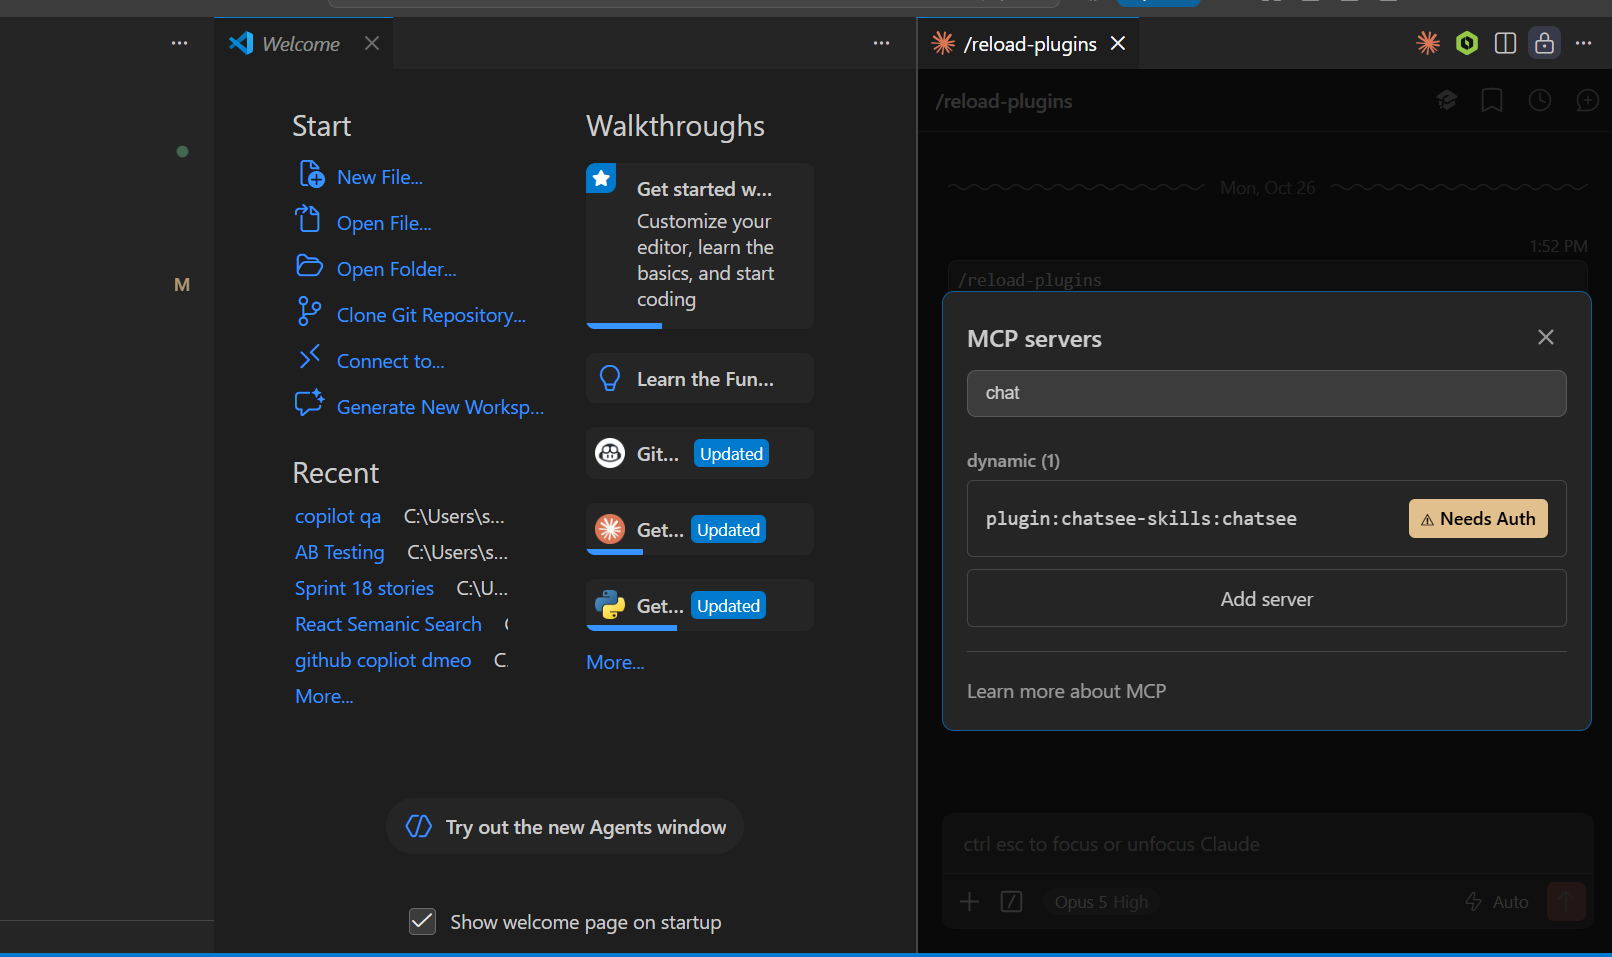 Welcome
/reload-plugins
M
Start
New File...
Open File...
Open Folder...
Clone Git Repository...
Connect to...
Generate New Worksp...
Recent
copilot qa C:\Users\s...
AB Testing C:\Users\s...
Sprint 18 stories C:\U...
React Semantic Search
github copliot dmeo C.
More...
Walkthroughs
Get started w...
Customize your
editor, learn the
basics, and start
coding
Learn the Fun...
Git... Updated
Get... Updated
Get... Updated
More...
Try out the new Agents window
Show welcome page on startup
/reload-plugins
Mon, Oct 26
1:52 PM
/reload-plugins
MCP servers
chat
dynamic (1)
plugin:chatsee-skills:chatsee Needs Auth
Add server
Learn more about MCP
ctrl esc to focus or unfocus Claude
Opus 5 High Auto